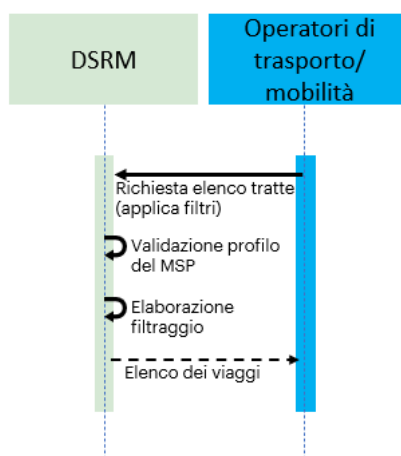 DSRM
Operatori di
trasporto/
mobilità
Richiesta elenco tratte
(applica filtri)
Validazione profilo
del MSP
Elaborazione
filtraggio
Elenco dei viaggi